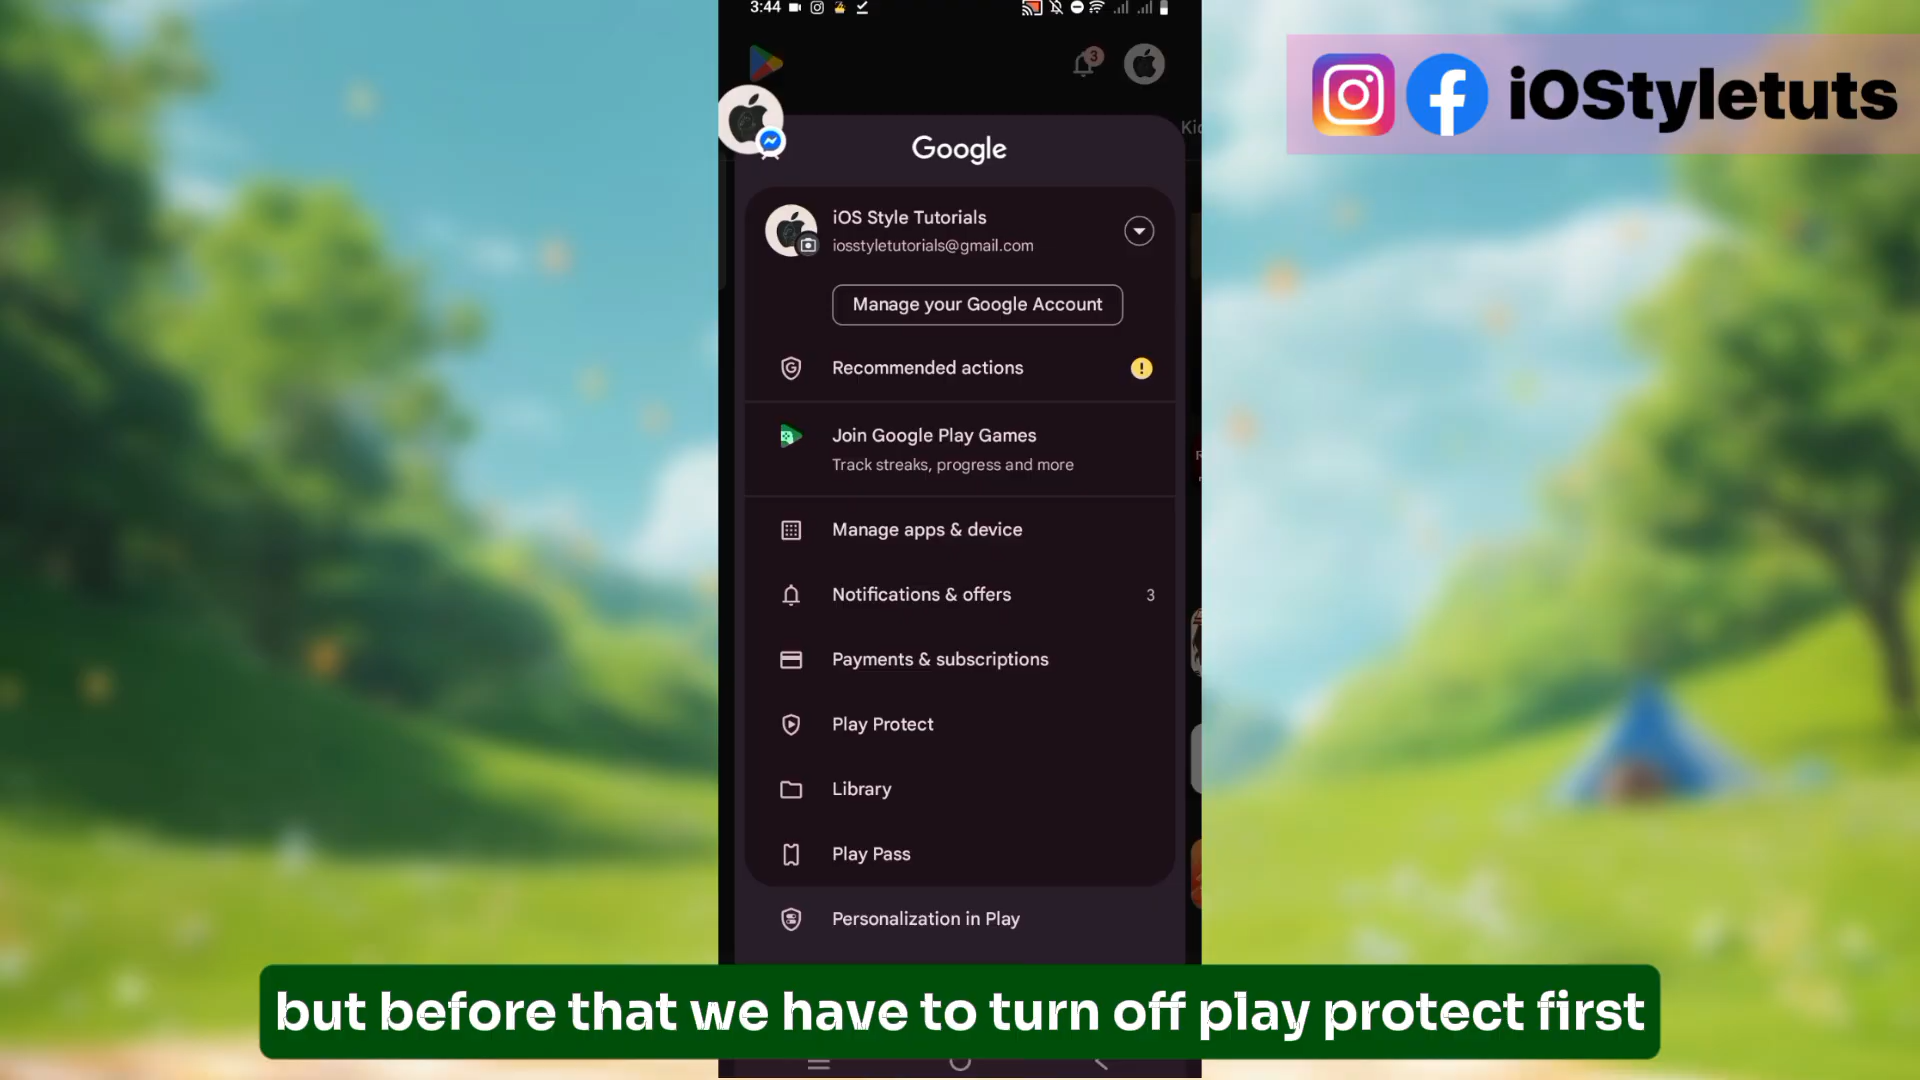 3:44
3
iOStyletuts
Google
iOS Style Tutorials
iosstyletutorials@gmail.com
Manage your Google Account
Recommended actions
Join Google Play Games
Track streaks, progress and more
Manage apps & device
Notifications & offers 3
Payments & subscriptions
Play Protect
Library
Play Pass
Personalization in Play
but before that we have to turn off play protect first